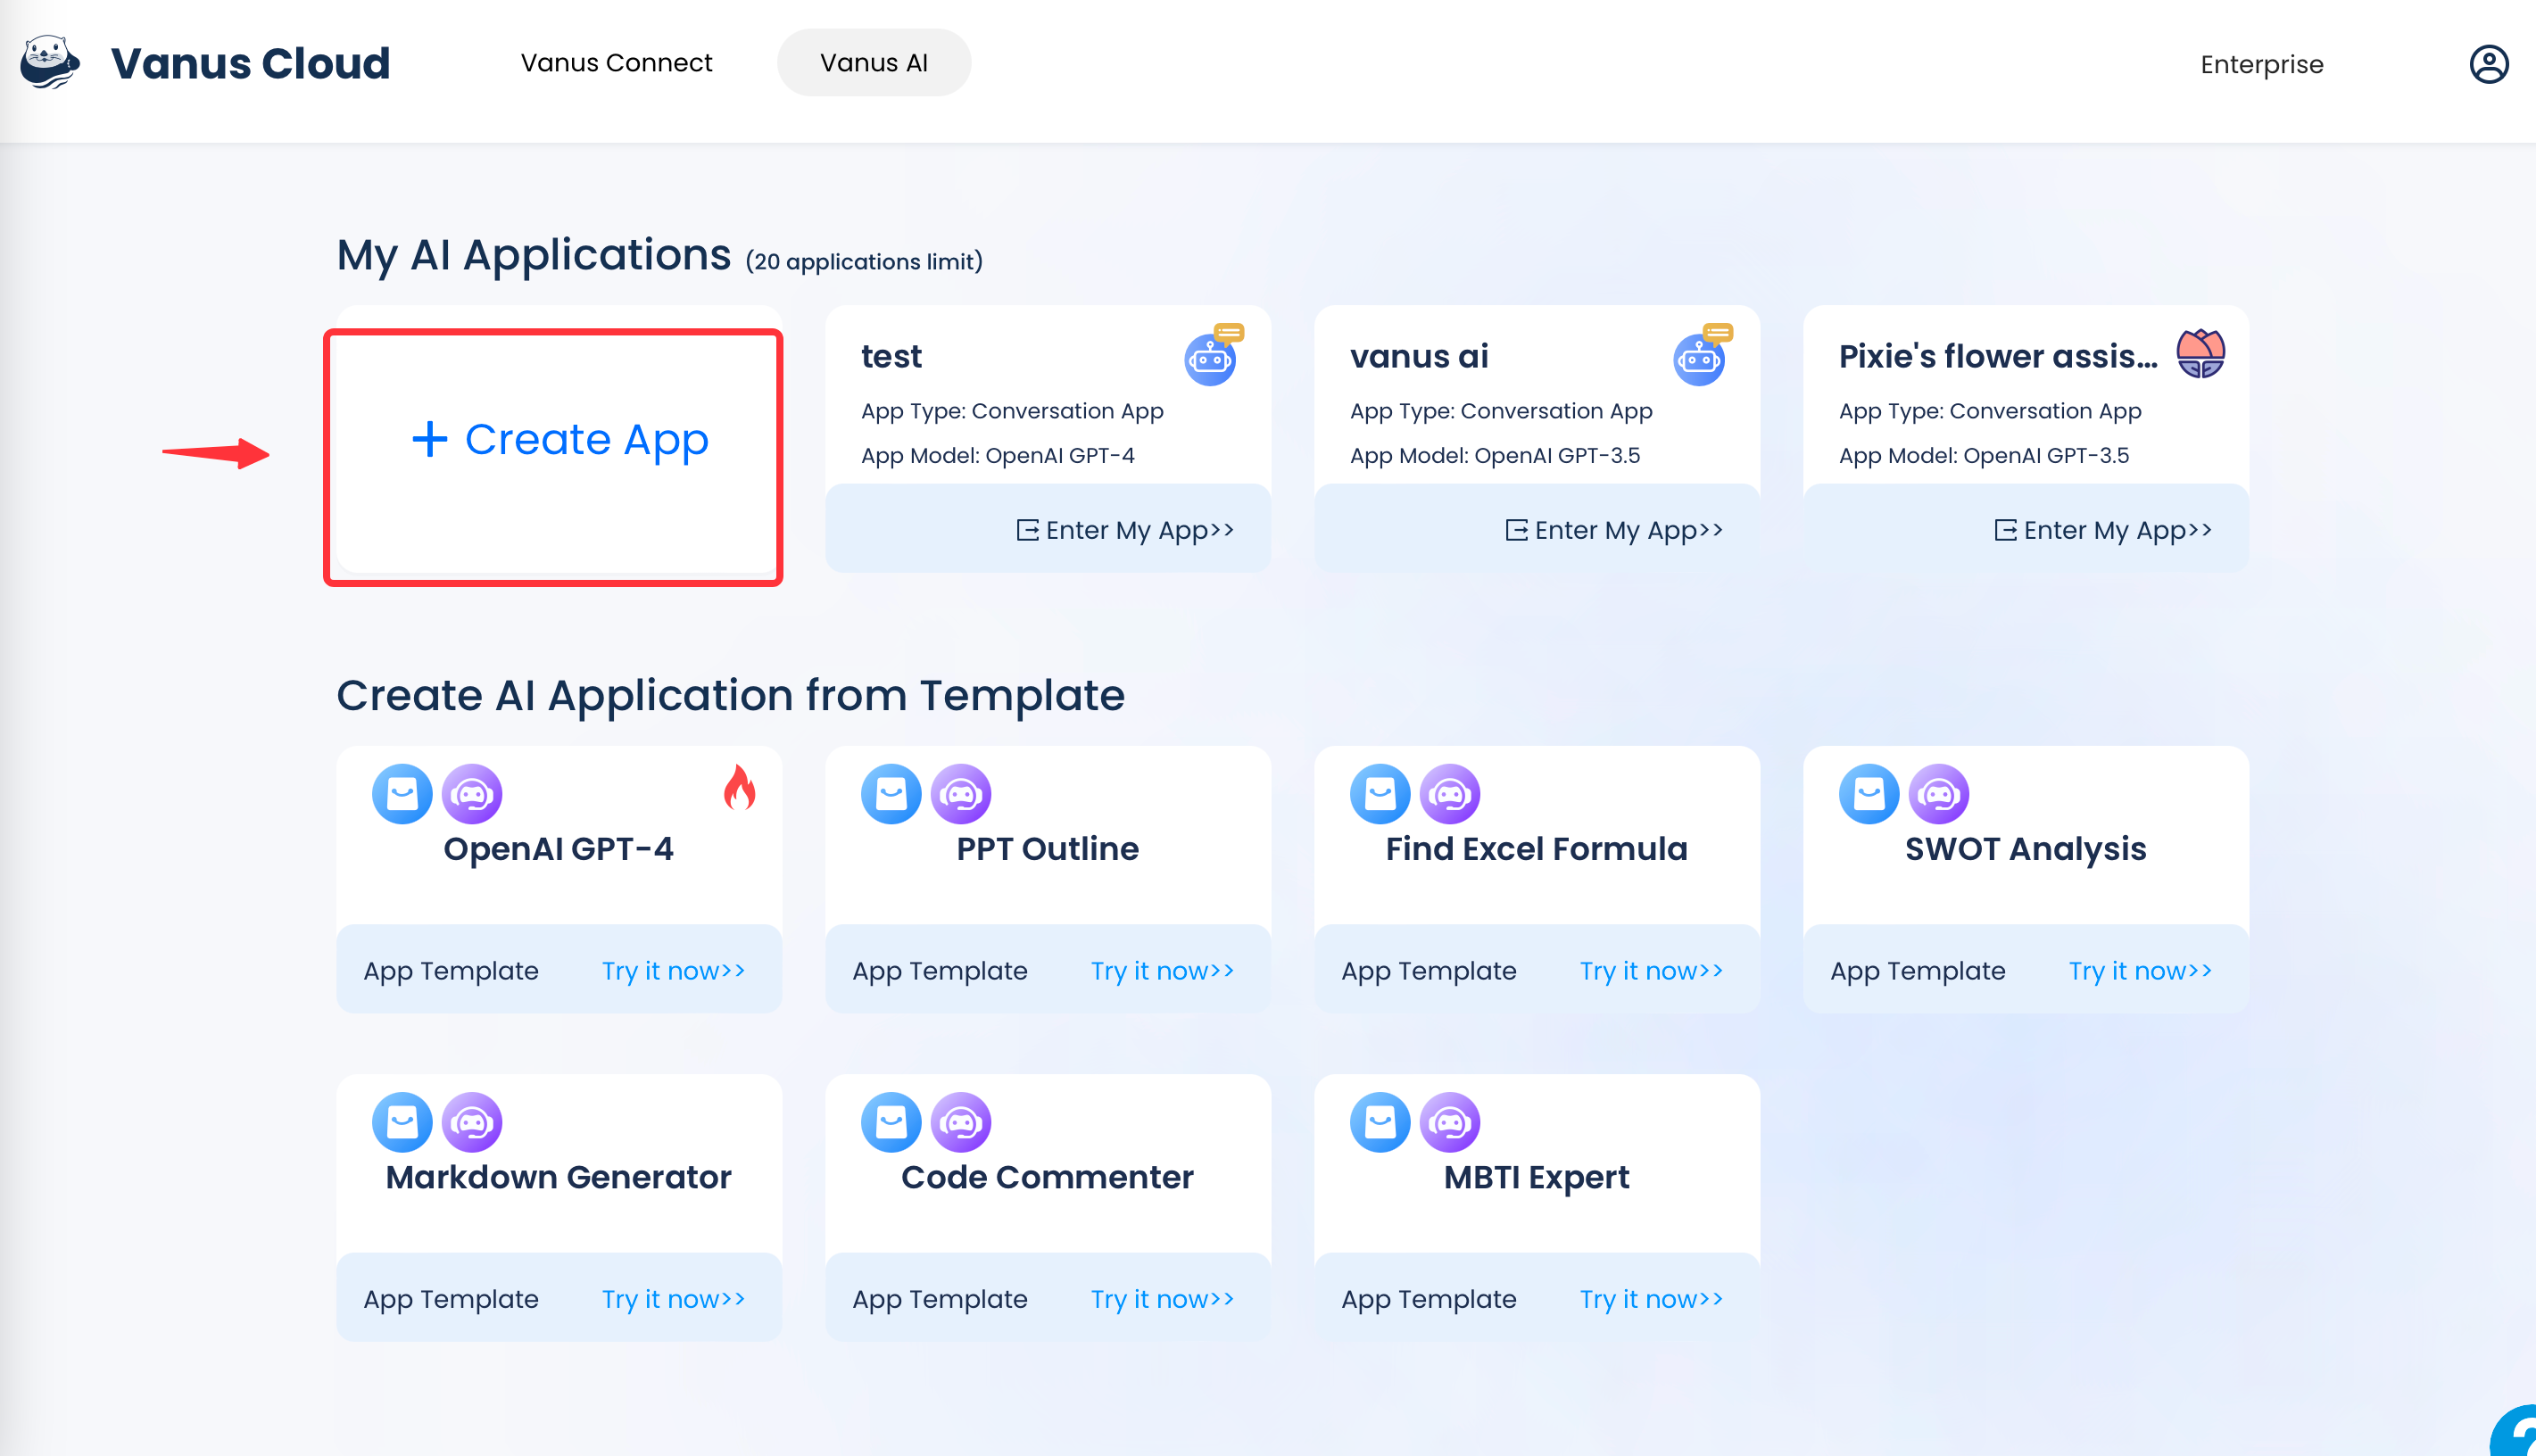 Vanus Cloud
Vanus Connect
Vanus AI
Enterprise
My AI Applications (20 applications limit)
+ Create App
test
App Type: Conversation App
App Model: OpenAI GPT-4
Enter My App>>
vanus ai
App Type: Conversation App
App Model: OpenAI GPT-3.5
Enter My App>>
Pixie's flower assis...
App Type: Conversation App
App Model: OpenAI GPT-3.5
Enter My App>>
Create AI Application from Template
OpenAI GPT-4
App Template
Try it now>>
PPT Outline
App Template
Try it now>>
Find Excel Formula
App Template
Try it now>>
SWOT Analysis
App Template
Try it now>>
Markdown Generator
App Template
Try it now>>
Code Commenter
App Template
Try it now>>
MBTI Expert
App Template
Try it now>>
?